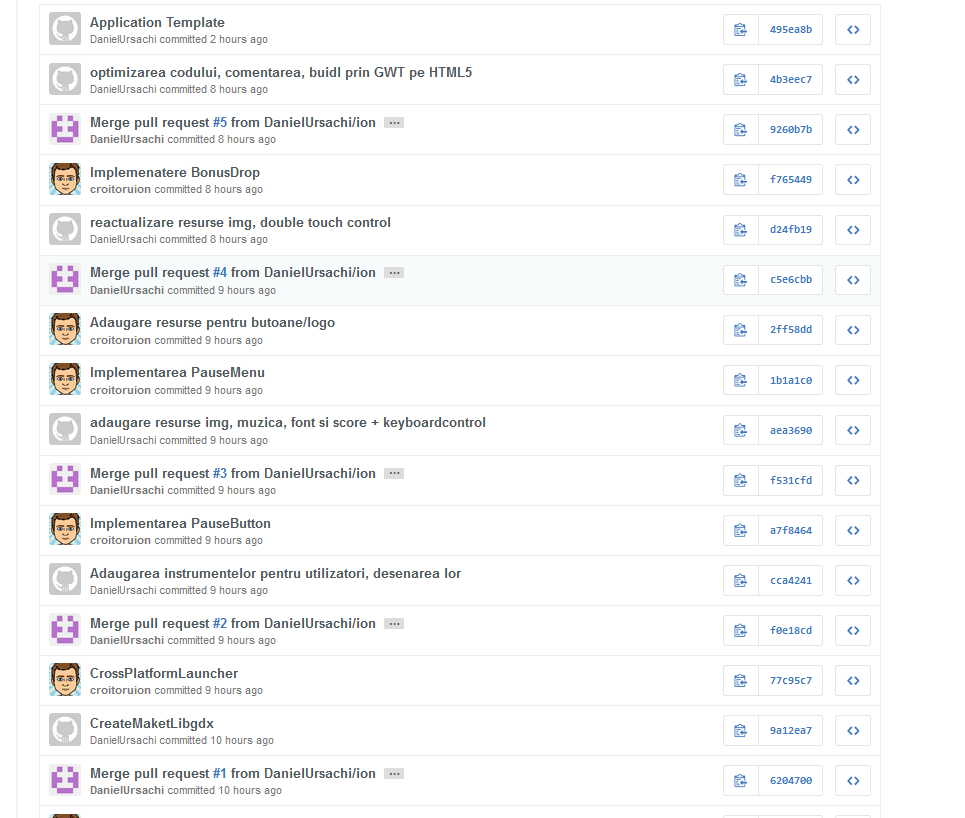 Application Template
DanielUrsachi committed 2 hours ago
495ea8b
optimizarea codului, comentarea, buidl prin GWT pe HTML5
DanielUrsachi committed 8 hours ago
4b3eec7
Merge pull request #5 from DanielUrsachi/ion ...
DanielUrsachi committed 8 hours ago
9260b7b
Implemenatere BonusDrop
croitoruion committed 8 hours ago
f765449
reactualizare resurse img, double touch control
DanielUrsachi committed 8 hours ago
d24fb19
Merge pull request #4 from DanielUrsachi/ion ...
DanielUrsachi committed 9 hours ago
c5e6cbb
Adaugare resurse pentru butoane/logo
croitoruion committed 9 hours ago
2ff58dd
Implementarea PauseMenu
croitoruion committed 9 hours ago
1b1a1c0
adaugare resurse img, muzica, font si score + keyboardcontrol
DanielUrsachi committed 9 hours ago
aea3690
Merge pull request #3 from DanielUrsachi/ion ...
DanielUrsachi committed 9 hours ago
f531cfd
Implementarea PauseButton
croitoruion committed 9 hours ago
a7f8464
Adaugarea instrumentelor pentru utilizatori, desenarea lor
DanielUrsachi committed 9 hours ago
cca4241
Merge pull request #2 from DanielUrsachi/ion ...
DanielUrsachi committed 9 hours ago
f0e18cd
CrossPlatformLauncher
croitoruion committed 9 hours ago
77c95c7
CreateMaketLibgdx
DanielUrsachi committed 10 hours ago
9a12ea7
Merge pull request #1 from DanielUrsachi/ion ...
DanielUrsachi committed 10 hours ago
6204700